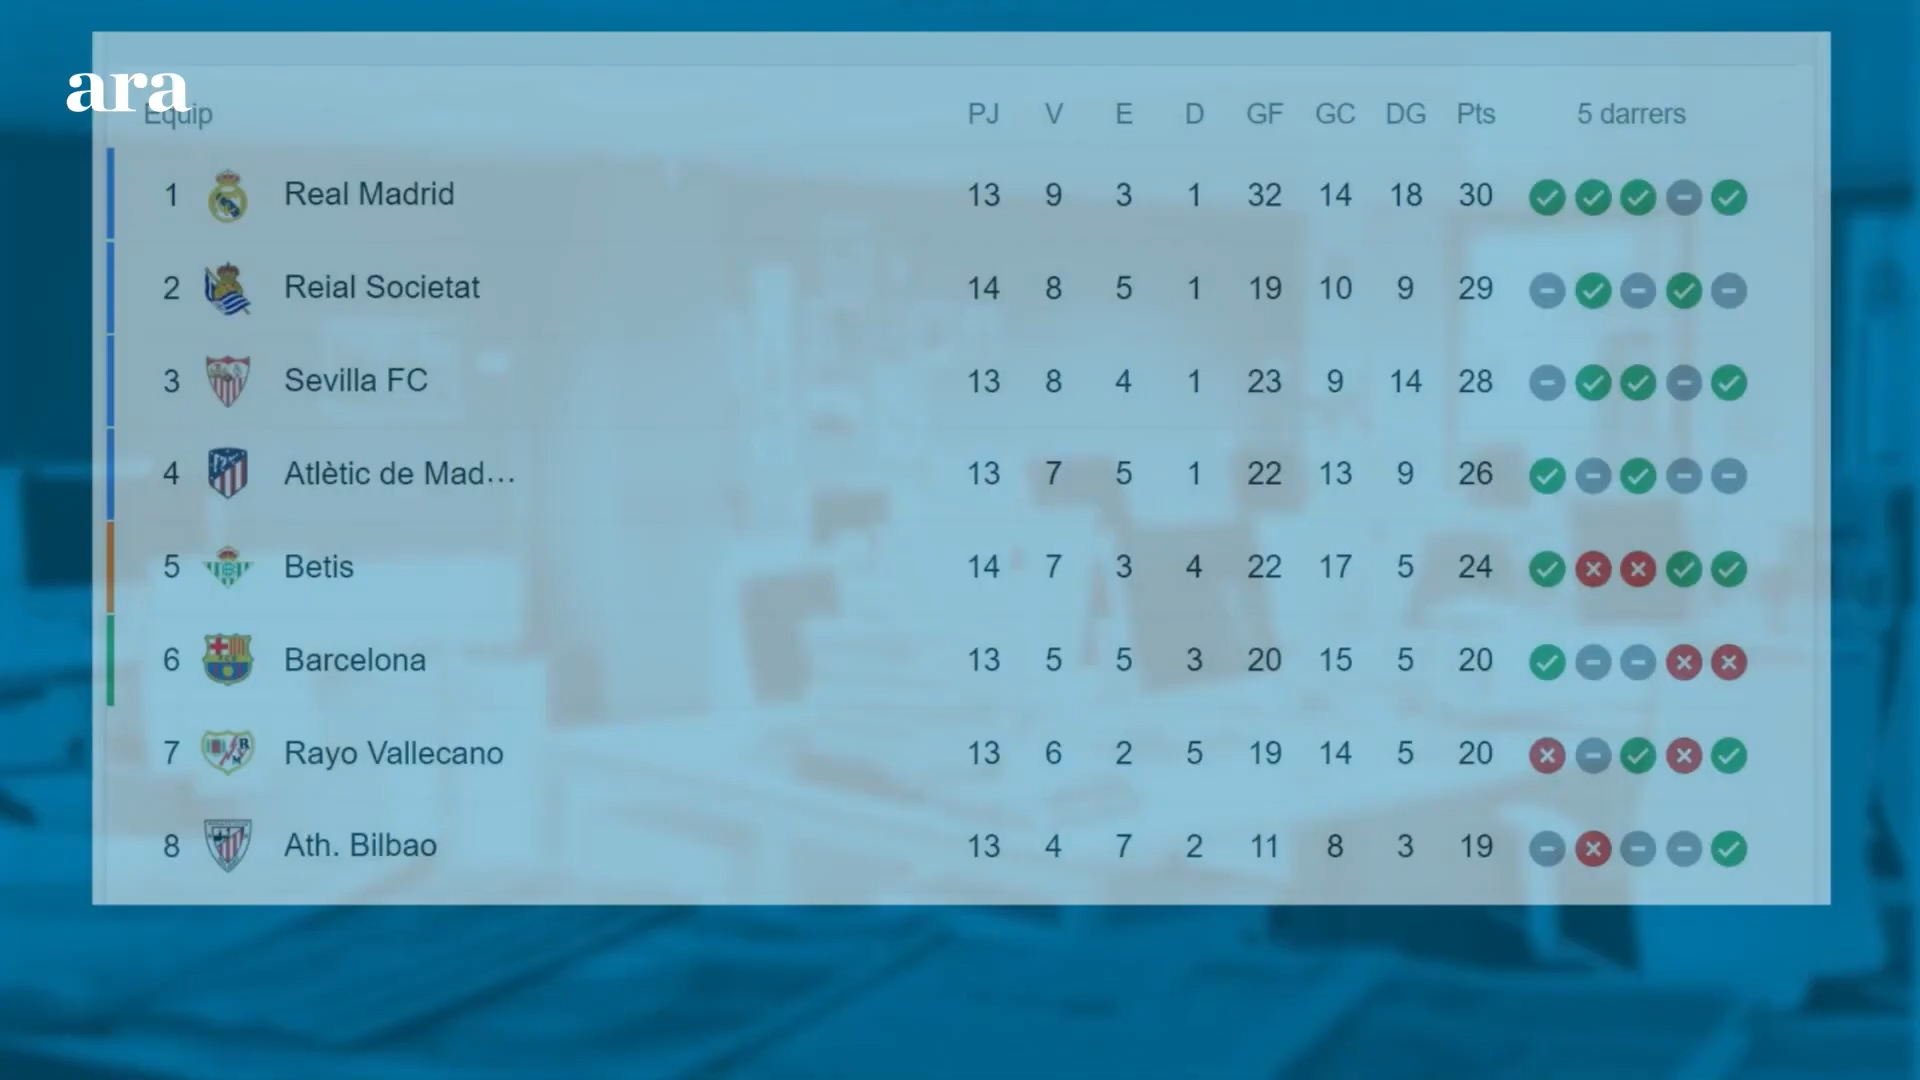 ara
Equip PJ V E D GF GC DG Pts 5 darrers
1 Real Madrid 13 9 3 1 32 14 18 30
2 Reial Societat 14 8 5 1 19 10 9 29
3 Sevilla FC 13 8 4 1 23 9 14 28
4 Atlètic de Mad... 13 7 5 1 22 13 9 26
5 Betis 14 7 3 4 22 17 5 24
6 Barcelona 13 5 5 3 20 15 5 20
7 Rayo Vallecano 13 6 2 5 19 14 5 20
8 Ath. Bilbao 13 4 7 2 11 8 3 19